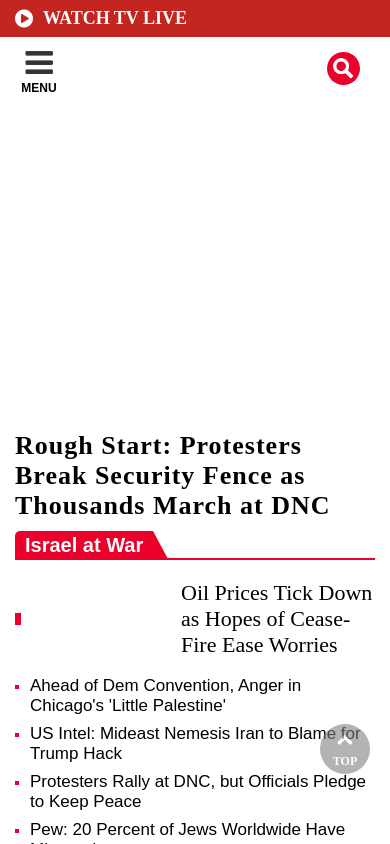 WATCH TV LIVE
MENU
Rough Start: Protesters
Break Security Fence as
Thousands March at DNC
Israel at War
Oil Prices Tick Down
as Hopes of Cease-
Fire Ease Worries
Ahead of Dem Convention, Anger in
Chicago's 'Little Palestine'
US Intel: Mideast Nemesis Iran to Blame for
Trump Hack
TOP
Protesters Rally at DNC, but Officials Pledge
to Keep Peace
Pew: 20 Percent of Jews Worldwide Have